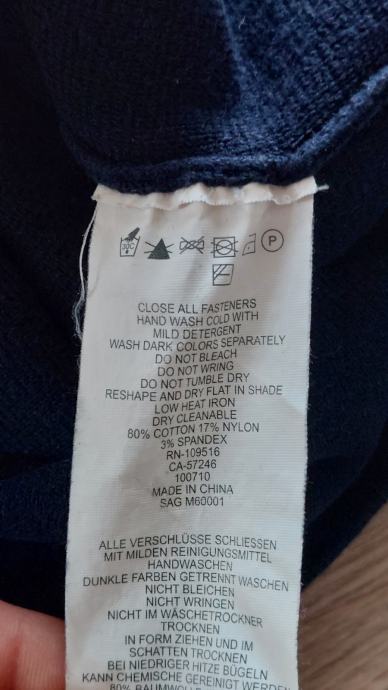 30C
P
CLOSE ALL FASTENERS
HAND WASH COLD WITH
MILD DETERGENT
WASH DARK COLORS SEPARATELY
DO NOT BLEACH
DO NOT WRING
DO NOT TUMBLE DRY
RESHAPE AND DRY FLAT IN SHADE
LOW HEAT IRON
DRY CLEANABLE
80% COTTON 17% NYLON
3% SPANDEX
RN-109516
CA-57246
100710
MADE IN CHINA
SAG M60001
ALLE VERSCHLÜSSE SCHLIESSEN
MIT MILDEN REINIGUNGSMITTEL
HANDWASCHEN
DUNKLE FARBEN GETRENNT WASCHEN
NICHT BLEICHEN
NICHT WRINGEN
NICHT IM WÄSCHETROCKNER
TROCKNEN
IN FORM ZIEHEN UND IM
SCHATTEN TROCKNEN
BEI NIEDRIGER HITZE BÜGELN
KANN CHEMISCHE GEREINIGT WERDEN
80% BAUMWOLLE